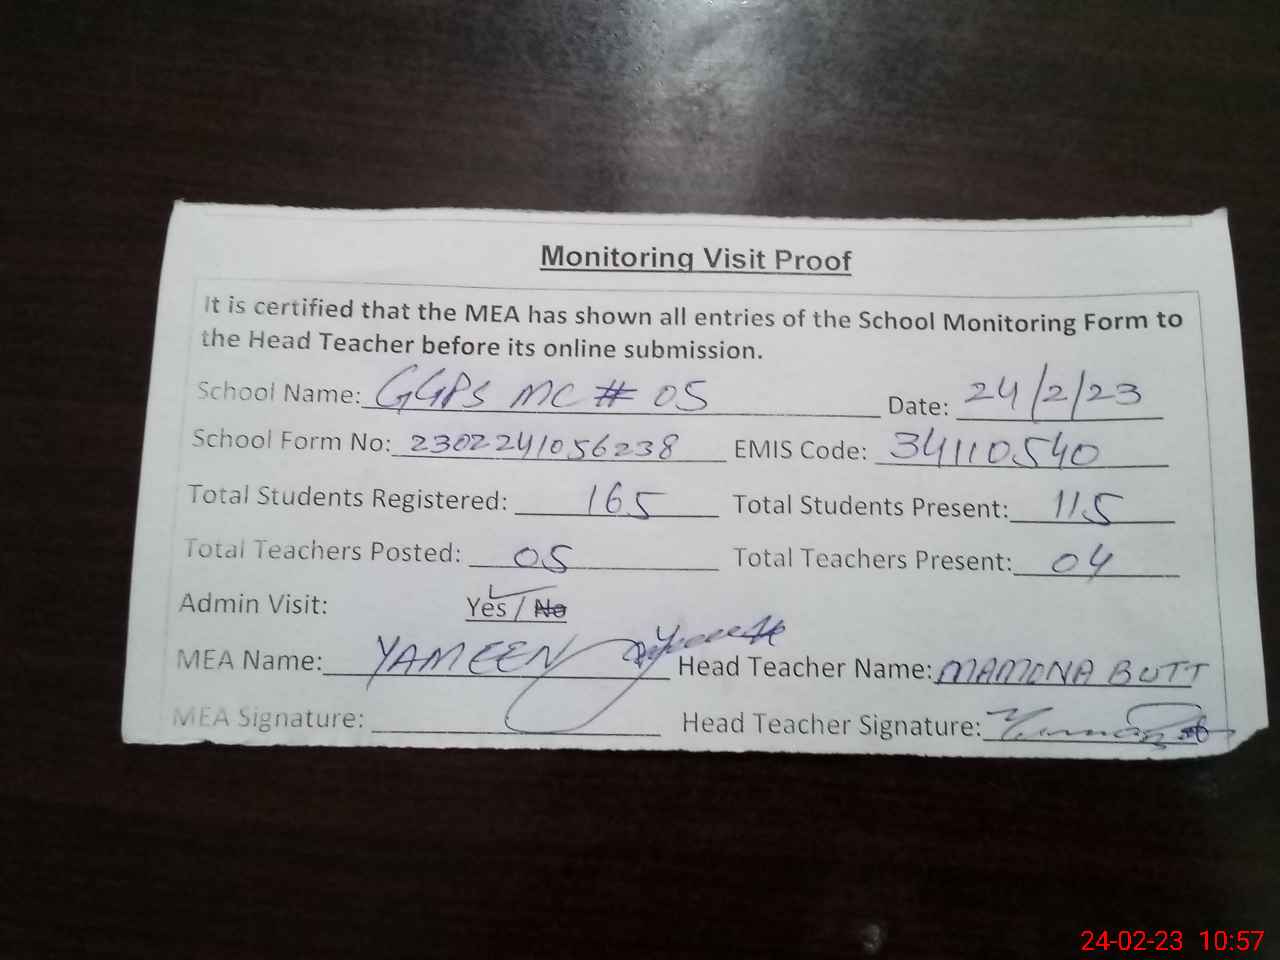 Monitoring Visit Proof
It is certified that the MEA has shown all entries of the School Monitoring Form to
the Head Teacher before its online submission.
School Name: GGPS MC # 05 Date: 24/2/23
School Form No: 2302241056238 EMIS Code: 34110540
Total Students Registered: 165 Total Students Present: 115
Total Teachers Posted: 05 Total Teachers Present: 04
Admin Visit: Yes / No
MEA Name: YAMEEN Head Teacher Name: MAMONA BUTT
MEA Signature: Head Teacher Signature:
24-02-23 10:57